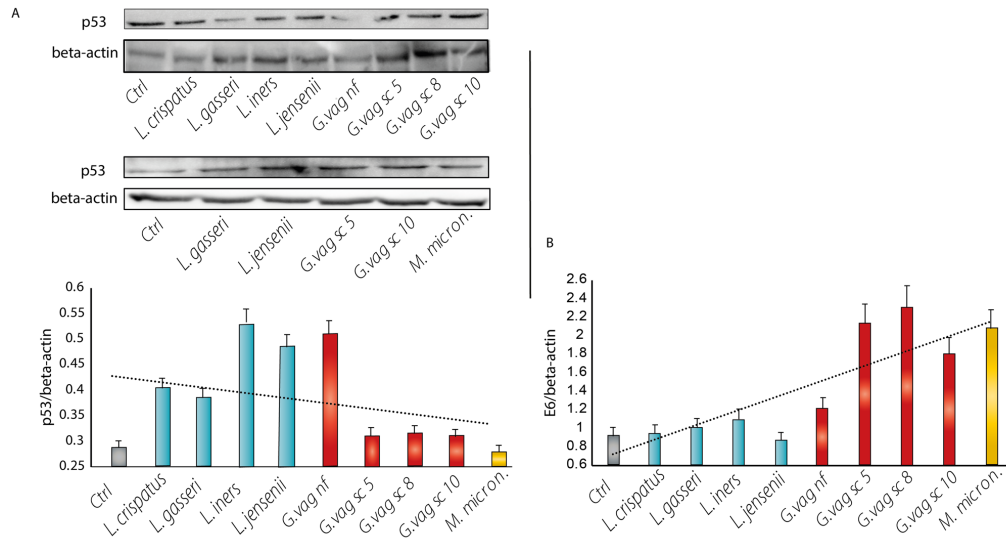 A
p53
beta-actin
Ctrl
L. crispatus
L. gasseri
L. iners
L. jensenii
G.vag nf
G.vag sc 5
G.vag sc 8
G.vag sc 10
p53
beta-actin
Ctrl
L. gasseri
L. jensenii
G.vag sc 5
G.vag sc 10
M. micron.
p53/beta-actin
0.6
0.55
0.5
0.45
0.4
0.35
0.3
0.25
Ctrl
L. crispatus
L. gasseri
L. iners
L. jensenii
G.vag nf
G.vag sc 5
G.vag sc 8
G.vag sc 10
M. micron.
B
E6/beta-actin
2.6
2.4
2.2
2
1.8
1.6
1.4
1.2
1
0.8
0.6
Ctrl
L. crispatus
L. gasseri
L. iners
L. jensenii
G.vag nf
G.vag sc 5
G.vag sc 8
G.vag sc 10
M. micron.